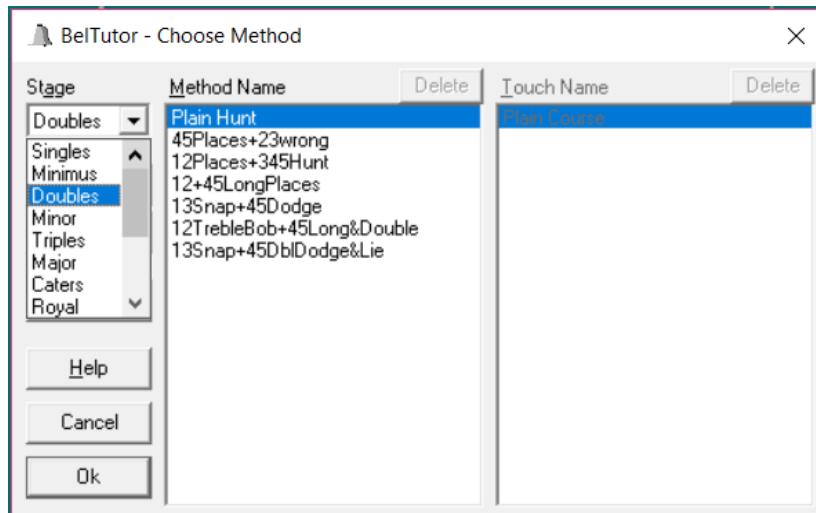 BelTutor - Choose Method
Stage
Doubles
Singles
Minimus
Doubles
Minor
Triples
Major
Caters
Royal
Help
Cancel
Ok
Method Name
Delete
Plain Hunt
45Places+23wrong
12Places+345Hunt
12+45LongPlaces
13Snap+45Dodge
12TrebleBob+45Long&Double
13Snap+45DblDodge&Lie
Touch Name
Delete
Plain Course